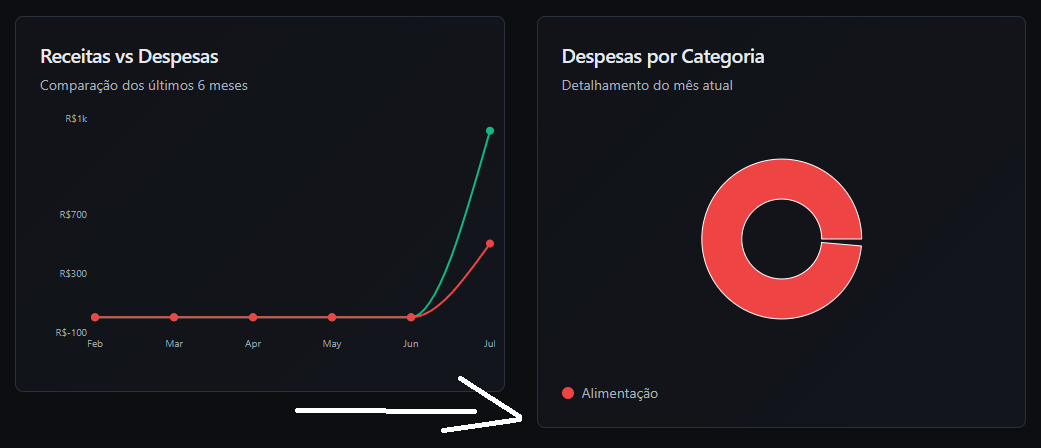 Receitas vs Despesas
Comparação dos últimos 6 meses
R$1k
R$700
R$300
R$-100
Feb Mar Apr May Jun Jul
Despesas por Categoria
Detalhamento do mês atual
Alimentação